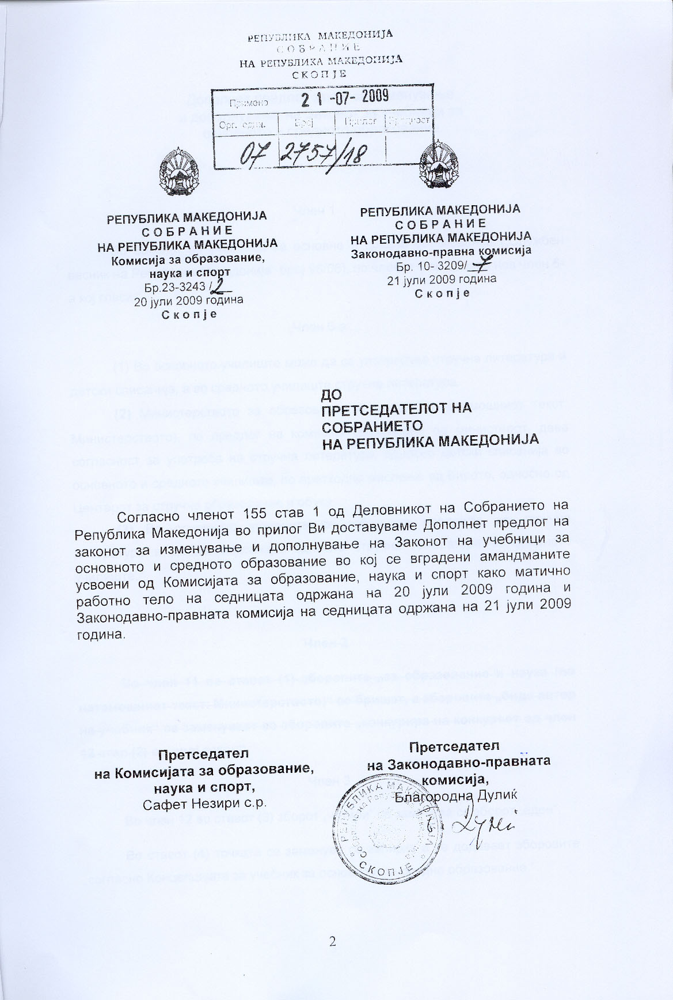 РЕПУБЛИКА МАКЕДОНИЈА
СОБРАНИЕ
НА РЕПУБЛИКА МАКЕДОНИЈА
СКОПЈЕ
Примено 21-07-2009
Орг. един. Број Прилог Вредност
07 2757/18
РЕПУБЛИКА МАКЕДОНИЈА
С О Б Р А Н И Е
НА РЕПУБЛИКА МАКЕДОНИЈА
Комисија за образование,
наука и спорт
Бр.23-3243 /2
20 јули 2009 година
С к о п ј е
РЕПУБЛИКА МАКЕДОНИЈА
С О Б Р А Н И Е
НА РЕПУБЛИКА МАКЕДОНИЈА
Законодавно-правна комисија
Бр. 10- 3209/7
21 јули 2009 година
С к о п ј е
ДО
ПРЕТСЕДАТЕЛОТ НА
СОБРАНИЕТО
НА РЕПУБЛИКА МАКЕДОНИЈА
Согласно членот 155 став 1 од Деловникот на Собранието на
Република Македонија во прилог Ви доставуваме Дополнет предлог на
законот за изменување и дополнување на Законот на учебници за
основното и средното образование во кој се вградени амандманите
усвоени од Комисијата за образование, наука и спорт како матично
работно тело на седницата одржана на 20 јули 2009 година и
Законодавно-правната комисија на седницата одржана на 21 јули 2009
година.
Претседател
на Комисијата за образование,
наука и спорт,
Сафет Незири с.р.
Претседател
на Законодавно-правната
комисија,
Благородна Дулиќ
РЕПУБЛИКА МАКЕДОНИЈА
СКОПЈЕ
2